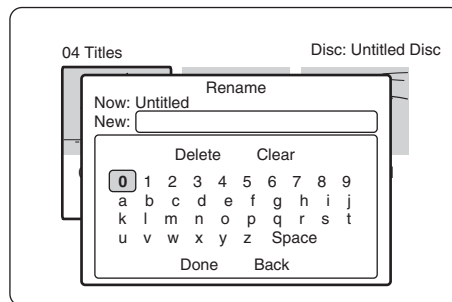 04 Titles Disc: Untitled Disc
Rename
Now: Untitled
New:
Delete Clear
0 1 2 3 4 5 6 7 8 9
a b c d e f g h i j
k l m n o p q r s t
u v w x y z Space
Done Back